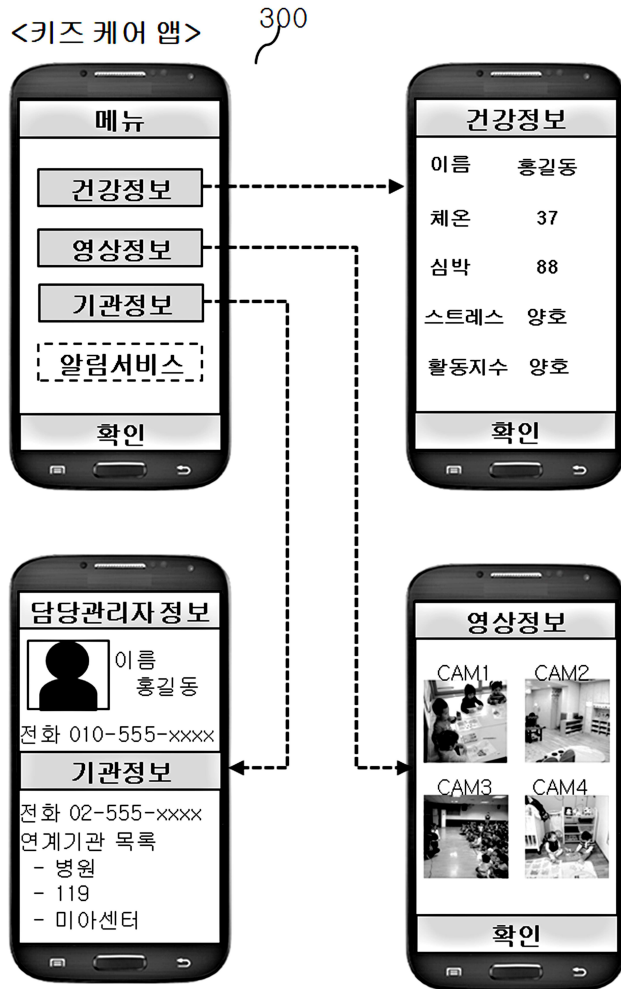 <키즈 케어 앱>
300
메뉴
건강정보
영상정보
기관정보
알림서비스
확인
건강정보
이름 홍길동
체온 37
심박 88
스트레스 양호
활동지수 양호
확인
담당관리자 정보
이름
홍길동
전화 010-555-xxxx
기관정보
전화 02-555-xxxx
연계기관 목록
- 병원
- 119
- 미아센터
영상정보
CAM1 CAM2
CAM3 CAM4
확인